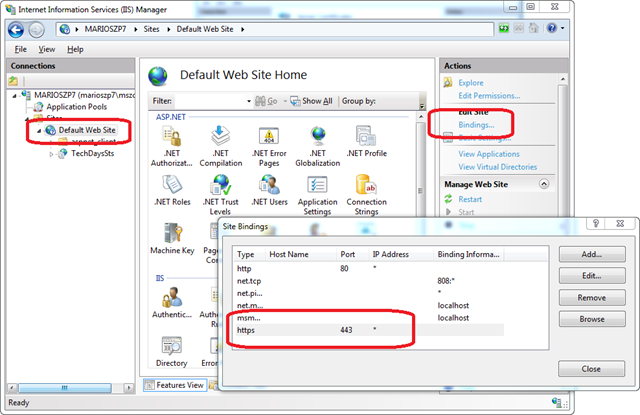 Internet Information Services (IIS) Manager
MARIOSZP7 ▸ Sites ▸ Default Web Site ▸
File View Help
Connections
MARIOSZP7 (marioszp7\mszc
Application Pools
Sites
Default Web Site
aspnet_client
TechDaysSts
Default Web Site Home
Filter: Go Show All Group by:
ASP.NET
.NET Authorizat...
.NET Compilation
.NET Error Pages
.NET Globalization
.NET Profile
.NET Roles
.NET Trust Levels
.NET Users
Application Settings
Connection Strings
Machine Key
IIS
Authentic...
Directory
Features View
Actions
Explore
Edit Permissions...
Edit Site
Bindings...
View Applications
View Virtual Directories
Manage Web Site
Restart
Start
Site Bindings
Type Host Name Port IP Address Binding Informa...
http 80 *
net.tcp 808:*
net.pi... *
net.m... localhost
msm... localhost
https 443 *
Add...
Edit...
Remove
Browse
Close
Ready